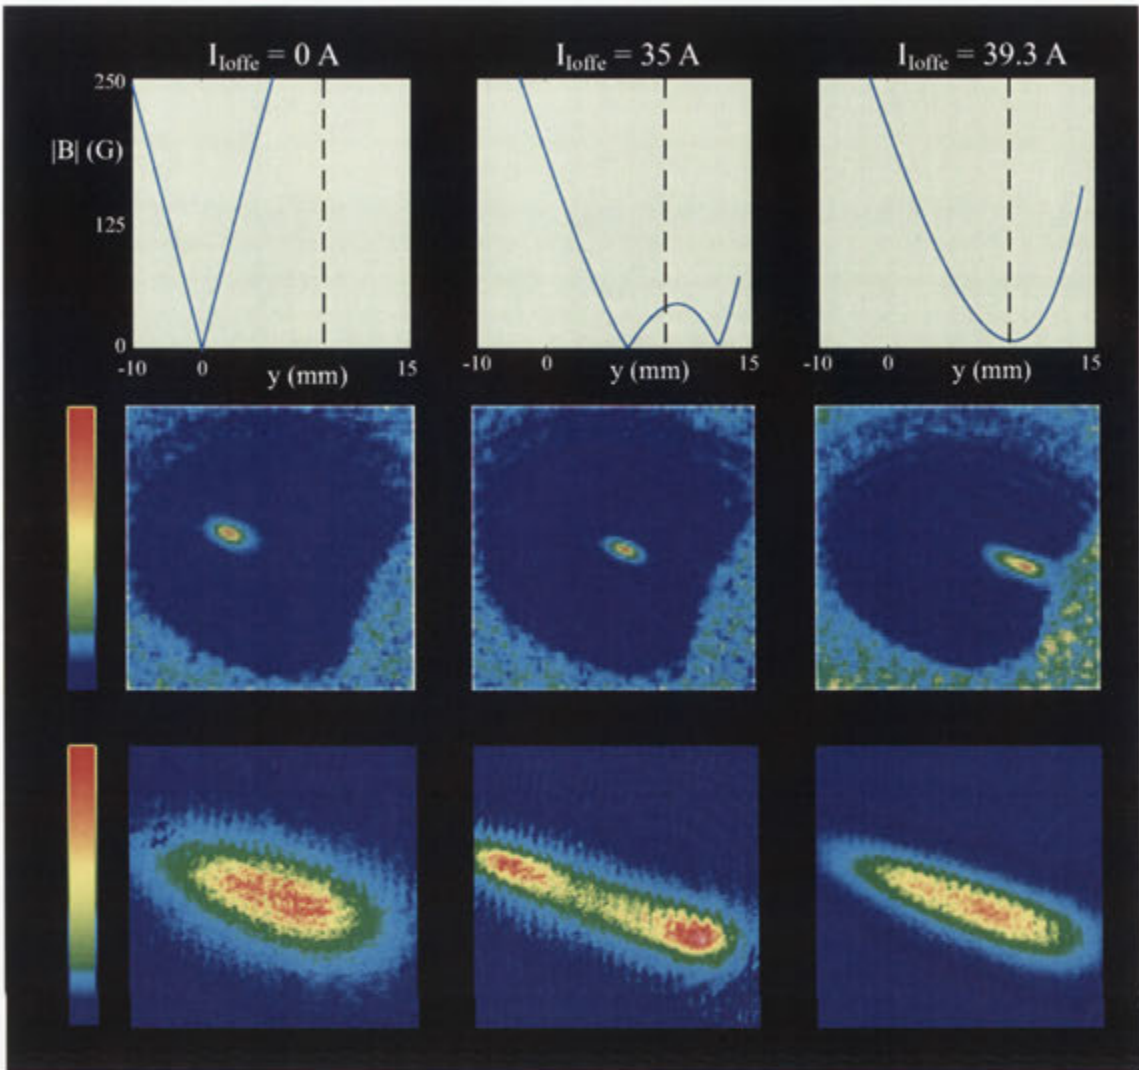 I_Ioffe = 0 A
I_Ioffe = 35 A
I_Ioffe = 39.3 A
250
|B| (G)
125
0
-10
0
15
y (mm)
-10
0
15
y (mm)
-10
0
15
y (mm)